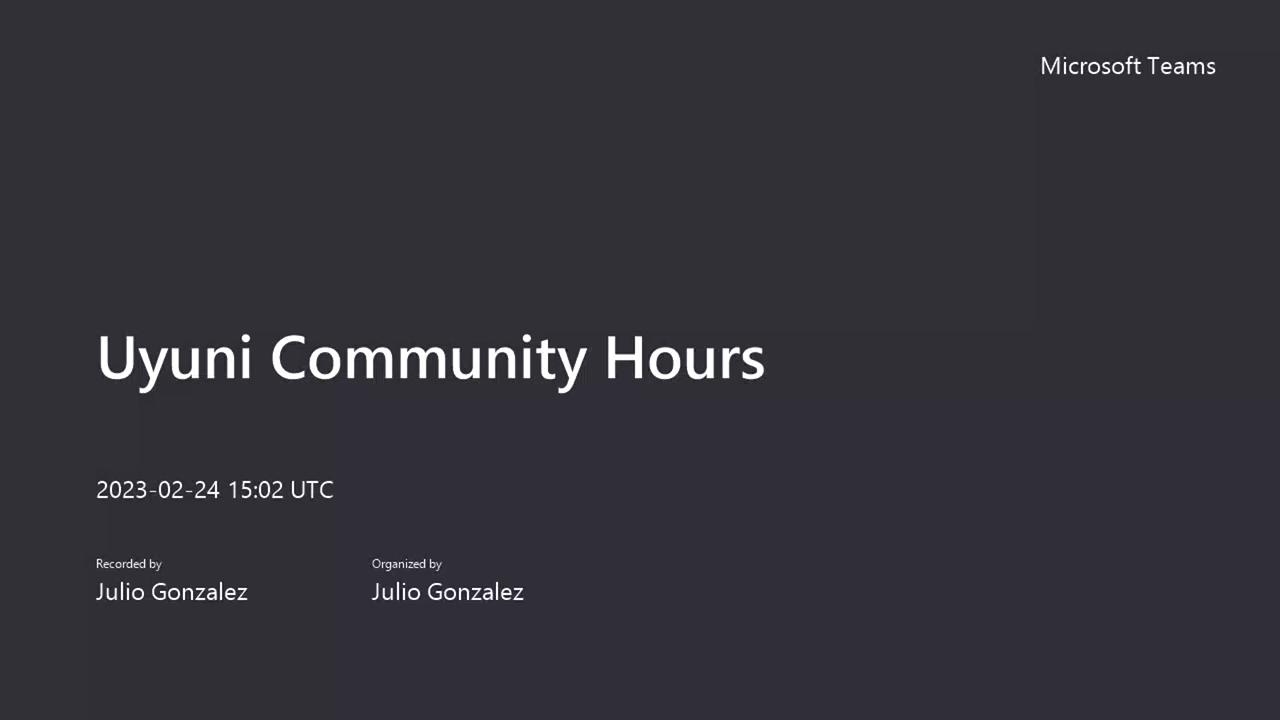 Microsoft Teams
Uyuni Community Hours
2023-02-24 15:02 UTC
Recorded by
Julio Gonzalez
Organized by
Julio Gonzalez